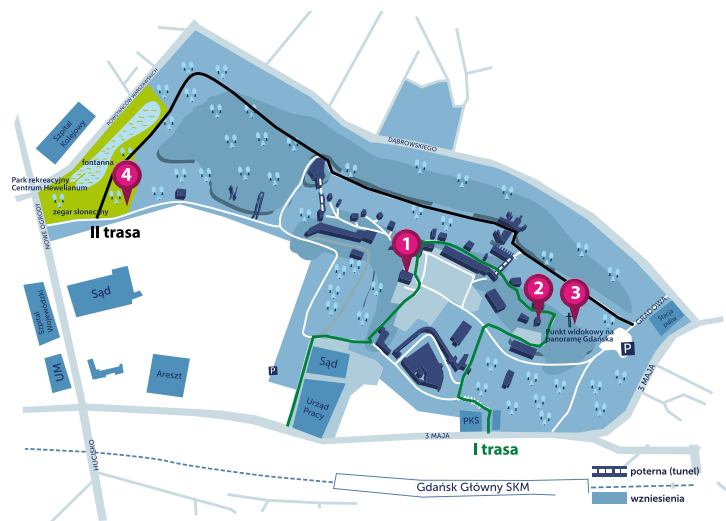 POWSTAŃCÓW WARSZAWSKICH
Szpital
Kolejowy
DĄBROWSKIEGO
fontanna
Park rekreacyjny
Centrum Hewelianum
4
zegar słoneczny
NOWE OGRODY
II trasa
1
2
3
GRADOWA
Stacja
paliw
Punkt widokowy na
panoramę Gdańska
P
3 MAJA
Sąd
Szpital
Wojewódzki
UM
Areszt
P
Sąd
Urząd
Pracy
PKS
3 MAJA
I trasa
HUCISKO
Gdańsk Główny SKM
poterna (tunel)
wzniesienia